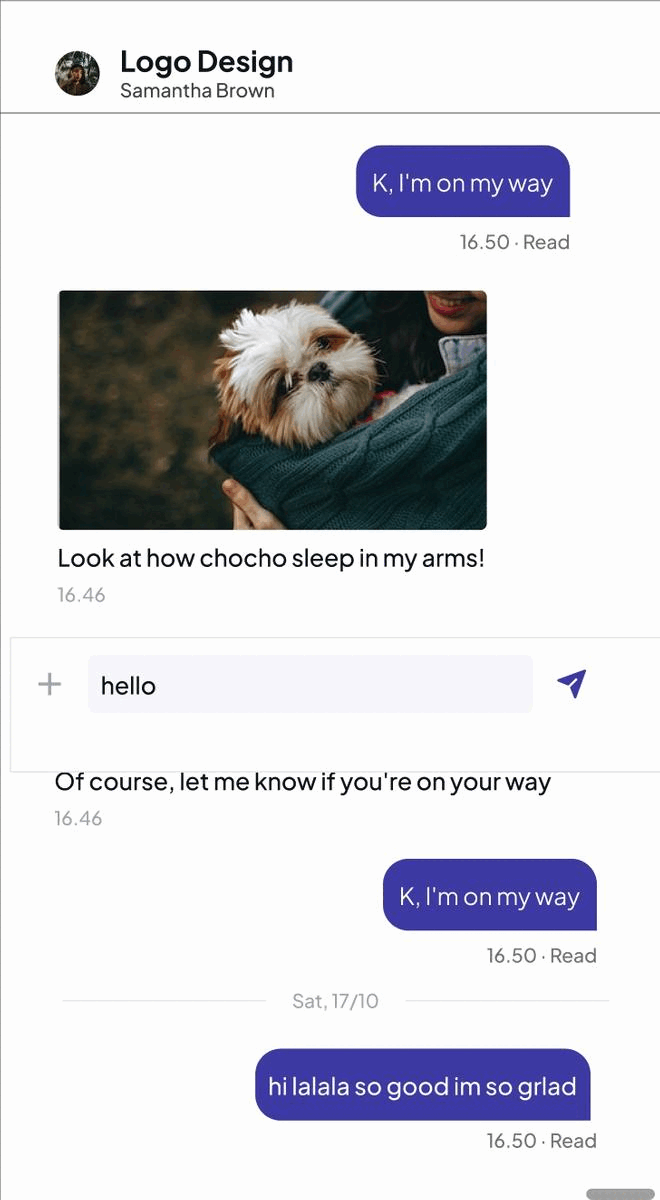 Logo Design
Samantha Brown
K, I'm on my way
16.50 · Read
Look at how chocho sleep in my arms!
16.46
hello
Of course, let me know if you're on your way
16.46
K, I'm on my way
16.50 · Read
Sat, 17/10
hi lalala so good im so grlad
16.50 · Read